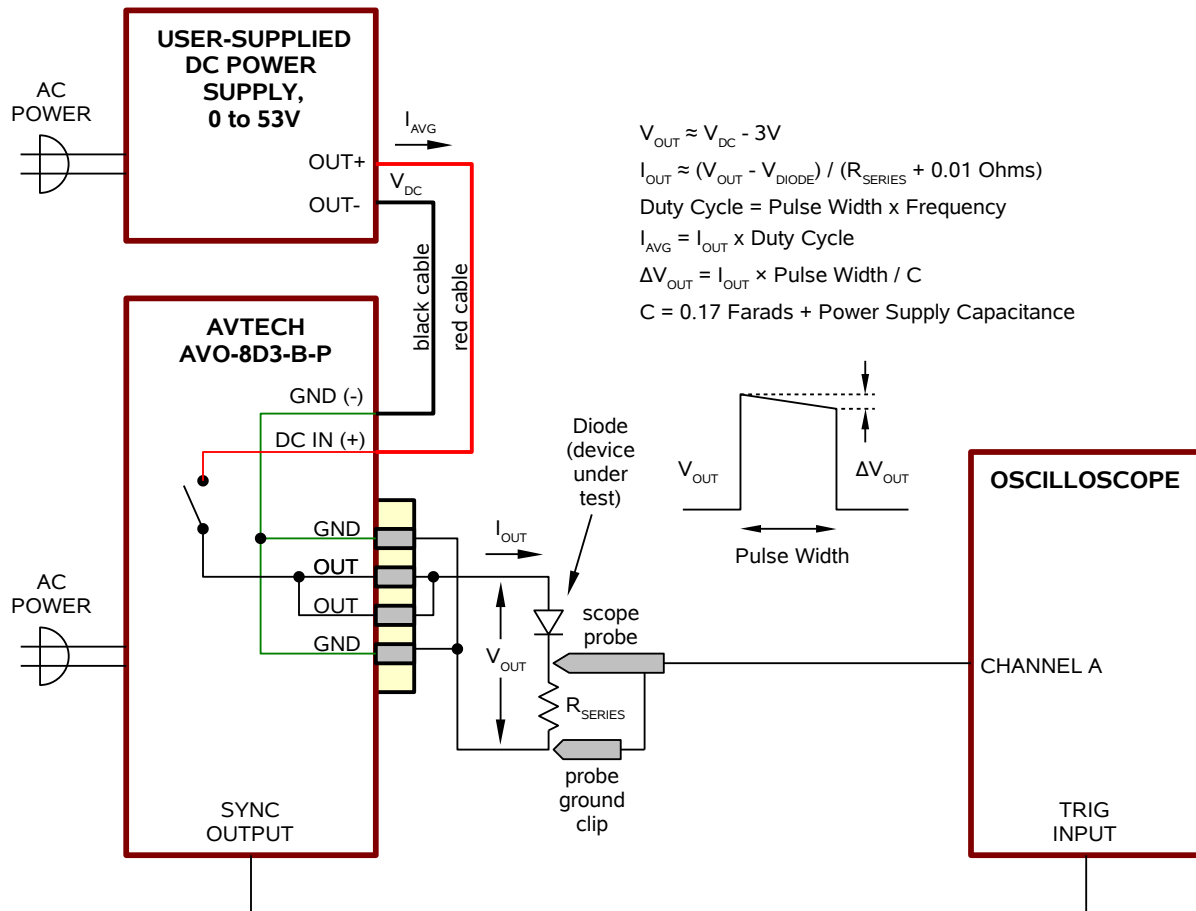 USER-SUPPLIED
DC POWER
SUPPLY,
0 to 53V
AC
POWER
OUT+
OUT-
I_AVG
V_DC
black cable
red cable
V_OUT ≈ V_DC - 3V
I_OUT ≈ (V_OUT - V_DIODE) / (R_SERIES + 0.01 Ohms)
Duty Cycle = Pulse Width x Frequency
I_AVG = I_OUT x Duty Cycle
ΔV_OUT = I_OUT × Pulse Width / C
C = 0.17 Farads + Power Supply Capacitance
AVTECH
AVO-8D3-B-P
GND (-)
DC IN (+)
GND
OUT
OUT
GND
AC
POWER
SYNC
OUTPUT
I_OUT
V_OUT
Diode
(device
under
test)
scope
probe
R_SERIES
probe
ground
clip
V_OUT
ΔV_OUT
Pulse Width
OSCILLOSCOPE
CHANNEL A
TRIG
INPUT